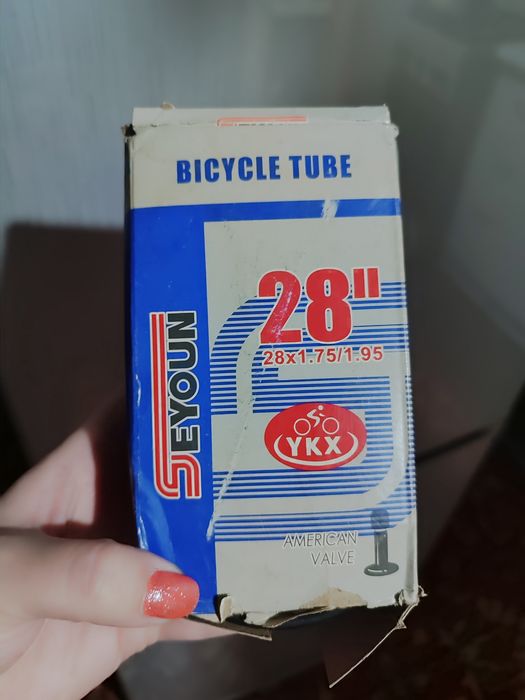 BICYCLE TUBE
28"
28x1.75/1.95
SEYOUN
YKX
AMERICAN
VALVE